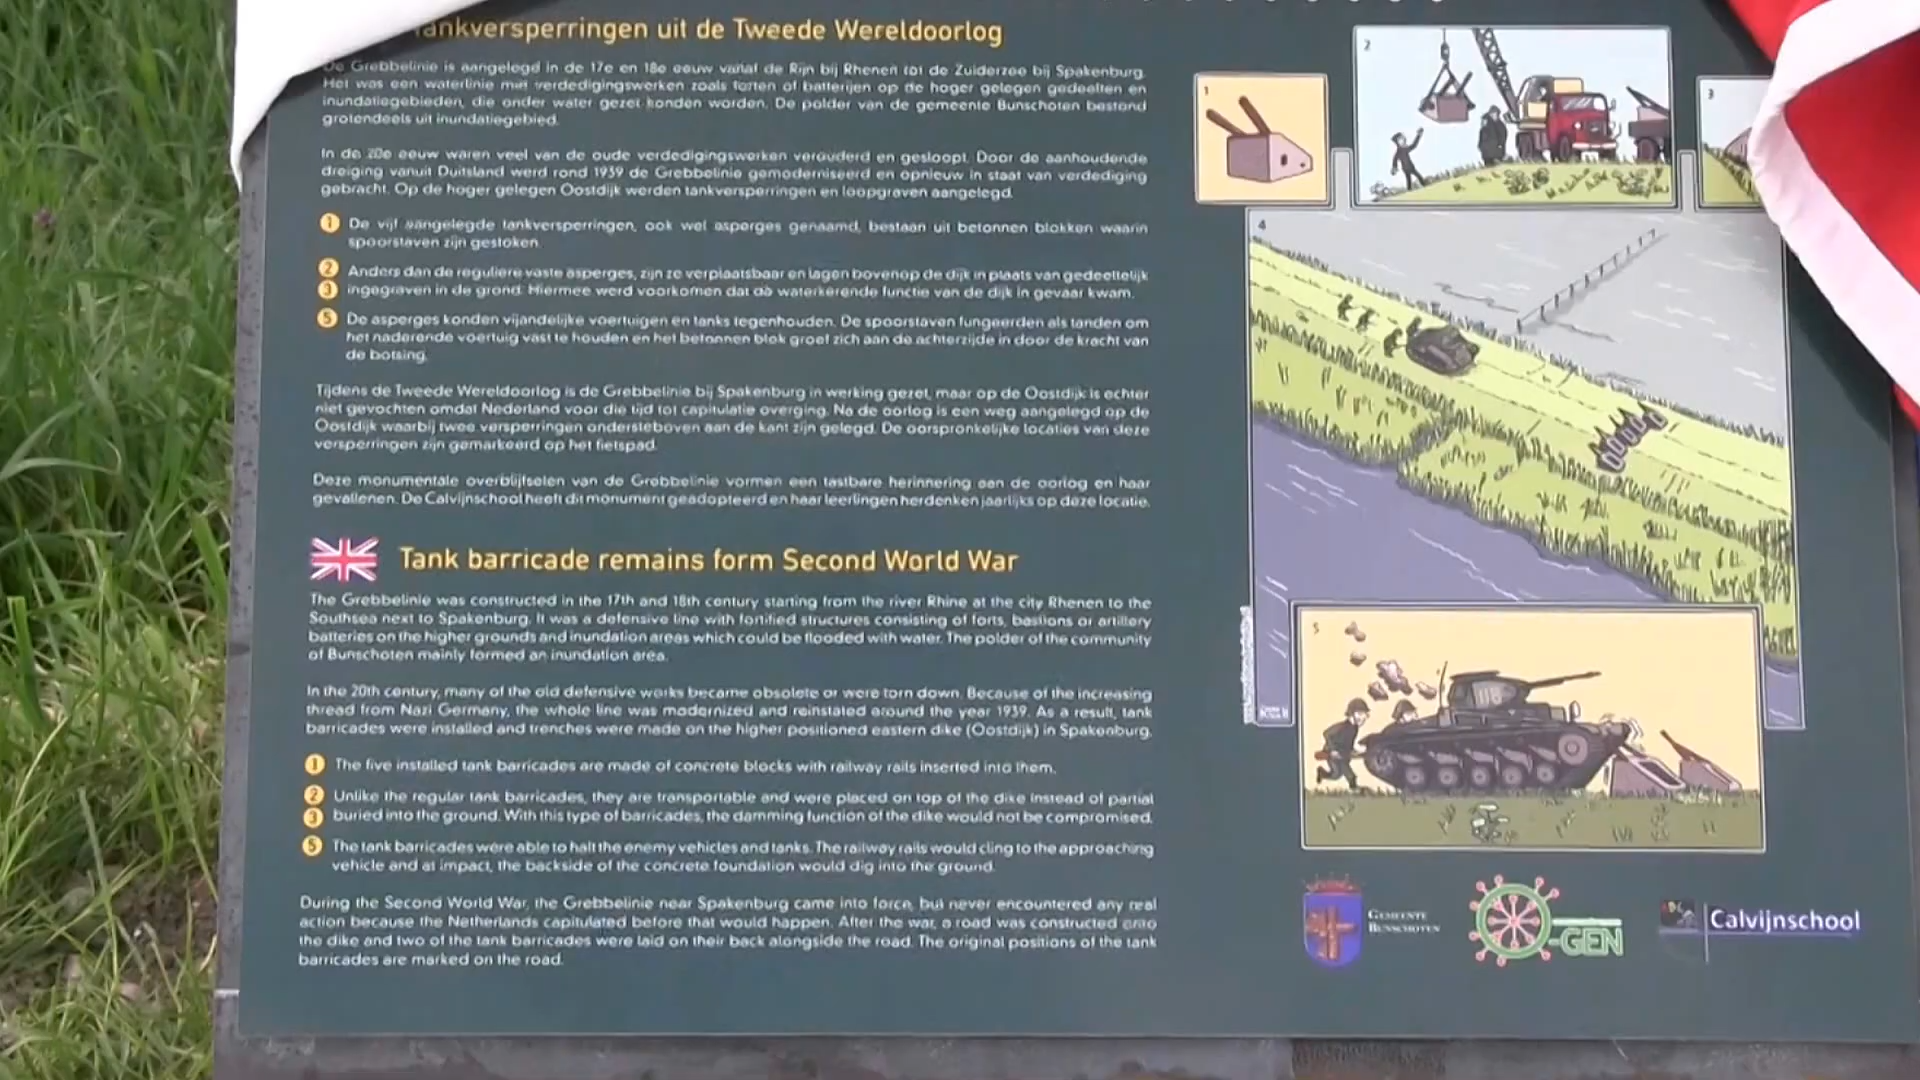 Tankversperringen uit de Tweede Wereldoorlog
De Grebbelinie is aangelegd in de 17e en 18e eeuw vanaf de Rijn bij Rhenen tot de Zuiderzee bij Spakenburg.
Het was een waterlinie met verdedigingswerken zoals forten of batterijen op de hoger gelegen gedeelten en
inundatiegebieden, die onder water gezet konden worden. De polder van de gemeente Bunschoten bestond
grotendeels uit inundatiegebied.
In de 20e eeuw waren veel van de oude verdedigingswerken verouderd en gesloopt. Door de aanhoudende
dreiging vanuit Duitsland werd rond 1939 de Grebbelinie gemoderniseerd en opnieuw in staat van verdediging
gebracht. Op de hoger gelegen Oostdijk werden tankversperringen en loopgraven aangelegd.
1 De vijf aangelegde tankversperringen, ook wel asperges genaamd, bestaan uit betonnen blokken waarin
spoorstaven zijn gestoken.
2 Anders dan de reguliere vaste asperges, zijn ze verplaatsbaar en lagen bovenop de dijk in plaats van gedeeltelijk
3 ingegraven in de grond. Hiermee werd voorkomen dat de waterkerende functie van de dijk in gevaar kwam.
5 De asperges konden vijandelijke voertuigen en tanks tegenhouden. De spoorstaven fungeerden als tanden om
het naderende voertuig vast te houden en het betonnen blok groef zich aan de achterzijde in door de kracht van
de botsing.
Tijdens de Tweede Wereldoorlog is de Grebbelinie bij Spakenburg in werking gezet, maar op de Oostdijk is echter
niet gevochten omdat Nederland voor die tijd tot capitulatie overging. Na de oorlog is een weg aangelegd op de
Oostdijk waarbij twee versperringen ondersteboven aan de kant zijn gelegd. De oorspronkelijke locaties van deze
versperringen zijn gemarkeerd op het fietspad.
Deze monumentale overblijfselen van de Grebbelinie vormen een tastbare herinnering aan de oorlog en haar
gevallenen. De Calvijnschool heeft dit monument geadopteerd en haar leerlingen herdenken jaarlijks op deze locatie.
Tank barricade remains form Second World War
The Grebbelinie was constructed in the 17th and 18th century starting from the river Rhine at the city Rhenen to the
Southsea next to Spakenburg. It was a defensive line with fortified structures consisting of forts, bastions or artillery
batteries on the higher grounds and inundation areas which could be flooded with water. The polder of the community
of Bunschoten mainly formed an inundation area.
In the 20th century, many of the old defensive works became obsolete or were torn down. Because of the increasing
thread from Nazi Germany, the whole line was modernized and reinstated around the year 1939. As a result, tank
barricades were installed and trenches were made on the higher positioned eastern dike (Oostdijk) in Spakenburg.
1 The five installed tank barricades are made of concrete blocks with railway rails inserted into them.
2 Unlike the regular tank barricades, they are transportable and were placed on top of the dike instead of partial
3 buried into the ground. With this type of barricades, the damming function of the dike would not be compromised.
5 The tank barricades were able to halt the enemy vehicles and tanks. The railway rails would cling to the approaching
vehicle and at impact, the backside of the concrete foundation would dig into the ground.
During the Second World War, the Grebbelinie near Spakenburg came into force, but never encountered any real
action because the Netherlands capitulated before that would happen. After the war, a road was constructed onto
the dike and two of the tank barricades were laid on their back alongside the road. The original positions of the tank
barricades are marked on the road.
1
2
3
4
5
118
GEMEENTE
BUNSCHOTEN
-GEN
Calvijnschool